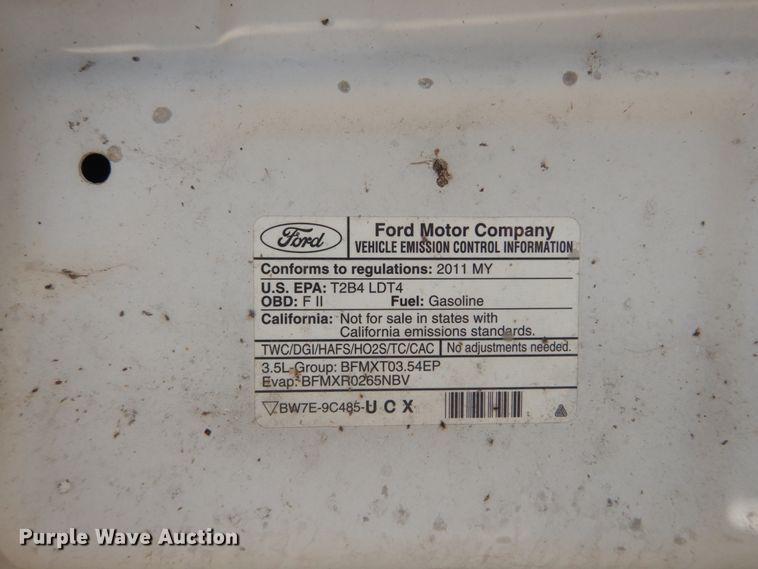 Ford
Ford Motor Company
VEHICLE EMISSION CONTROL INFORMATION
Conforms to regulations: 2011 MY
U.S. EPA: T2B4 LDT4
OBD: F II Fuel: Gasoline
California: Not for sale in states with
California emissions standards.
TWC/DGI/HAFS/HO2S/TC/CAC No adjustments needed.
3.5L-Group: BFMXT03.54EP
Evap: BFMXR0265NBV
BW7E-9C485-U C X
Purple Wave Auction